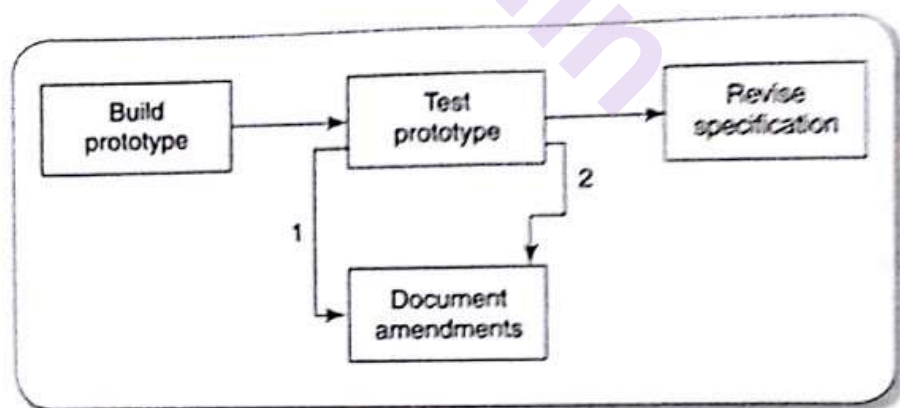 Build
prototype
Test
prototype
Revise
specification
1
2
Document
amendments